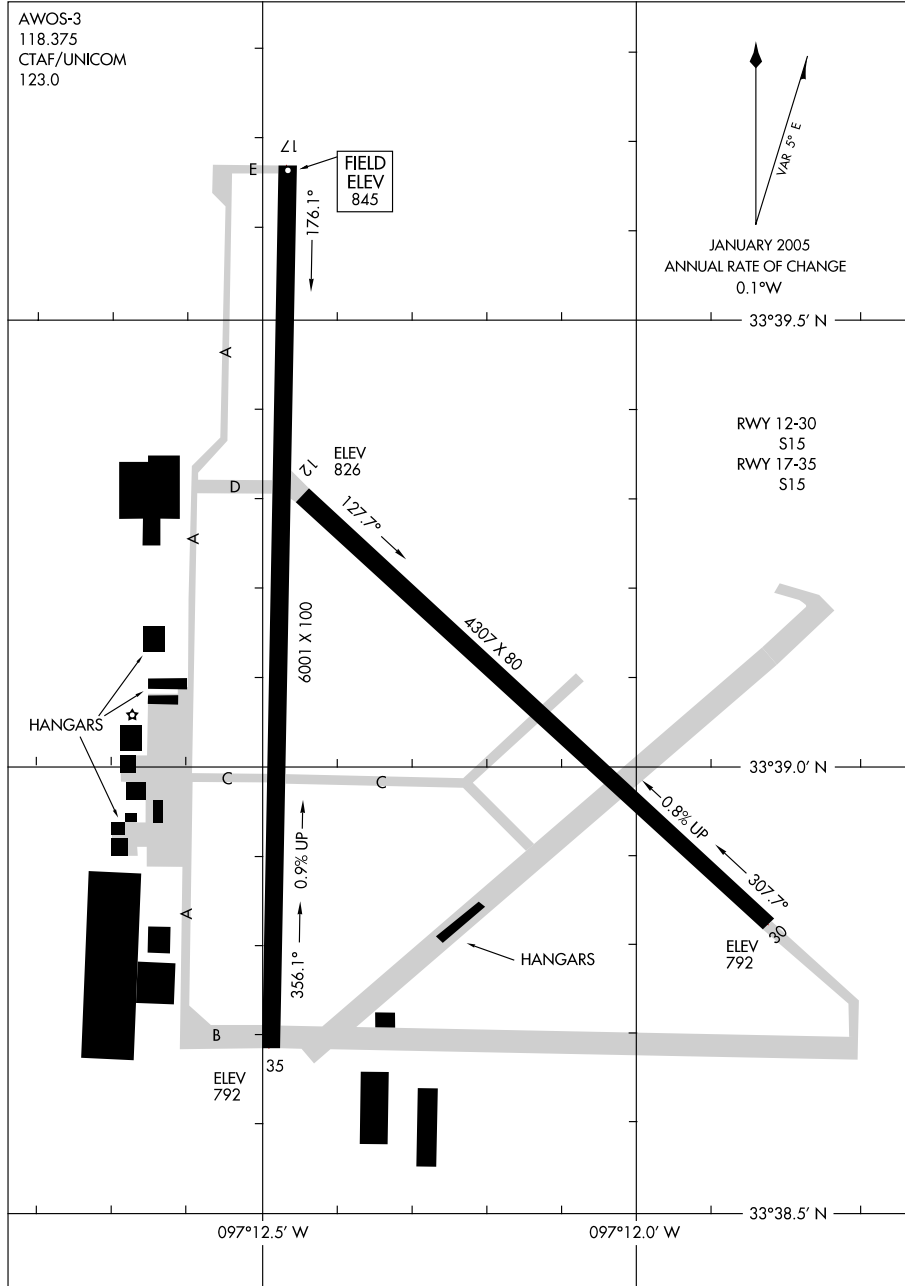 AWOS-3
118.375
CTAF/UNICOM
123.0
VAR 5° E
JANUARY 2005
ANNUAL RATE OF CHANGE
0.1°W
17
E
FIELD
ELEV
845
176.1°
33°39.5' N
A
RWY 12-30
S15
RWY 17-35
S15
ELEV
826
12
D
127.7°
A
6001 X 100
4307 X 80
HANGARS
33°39.0' N
C
C
0.9% UP
0.8% UP
307.7°
A
356.1°
30
ELEV
792
HANGARS
B
35
ELEV
792
33°38.5' N
097°12.5' W
097°12.0' W